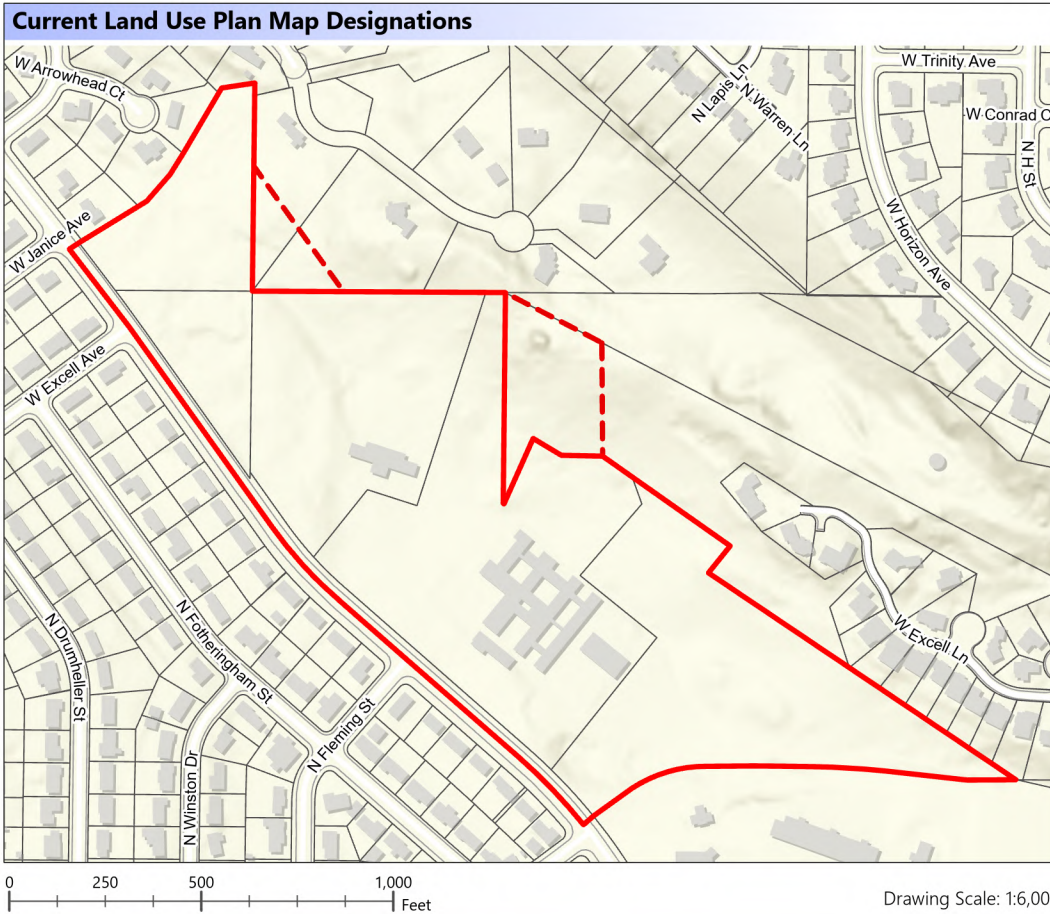 Current Land Use Plan Map Designations
W Arrowhead Ct
N Lapis Ln
N Warren Ln
W Trinity Ave
W Conrad C
N H St
W Janice Ave
W Horizon Ave
W Excell Ave
N Drumheller St
N Fotheringham St
W Excell Ln
N Fleming St
N Winston Dr
0 250 500 1,000
Feet
Drawing Scale: 1:6,00